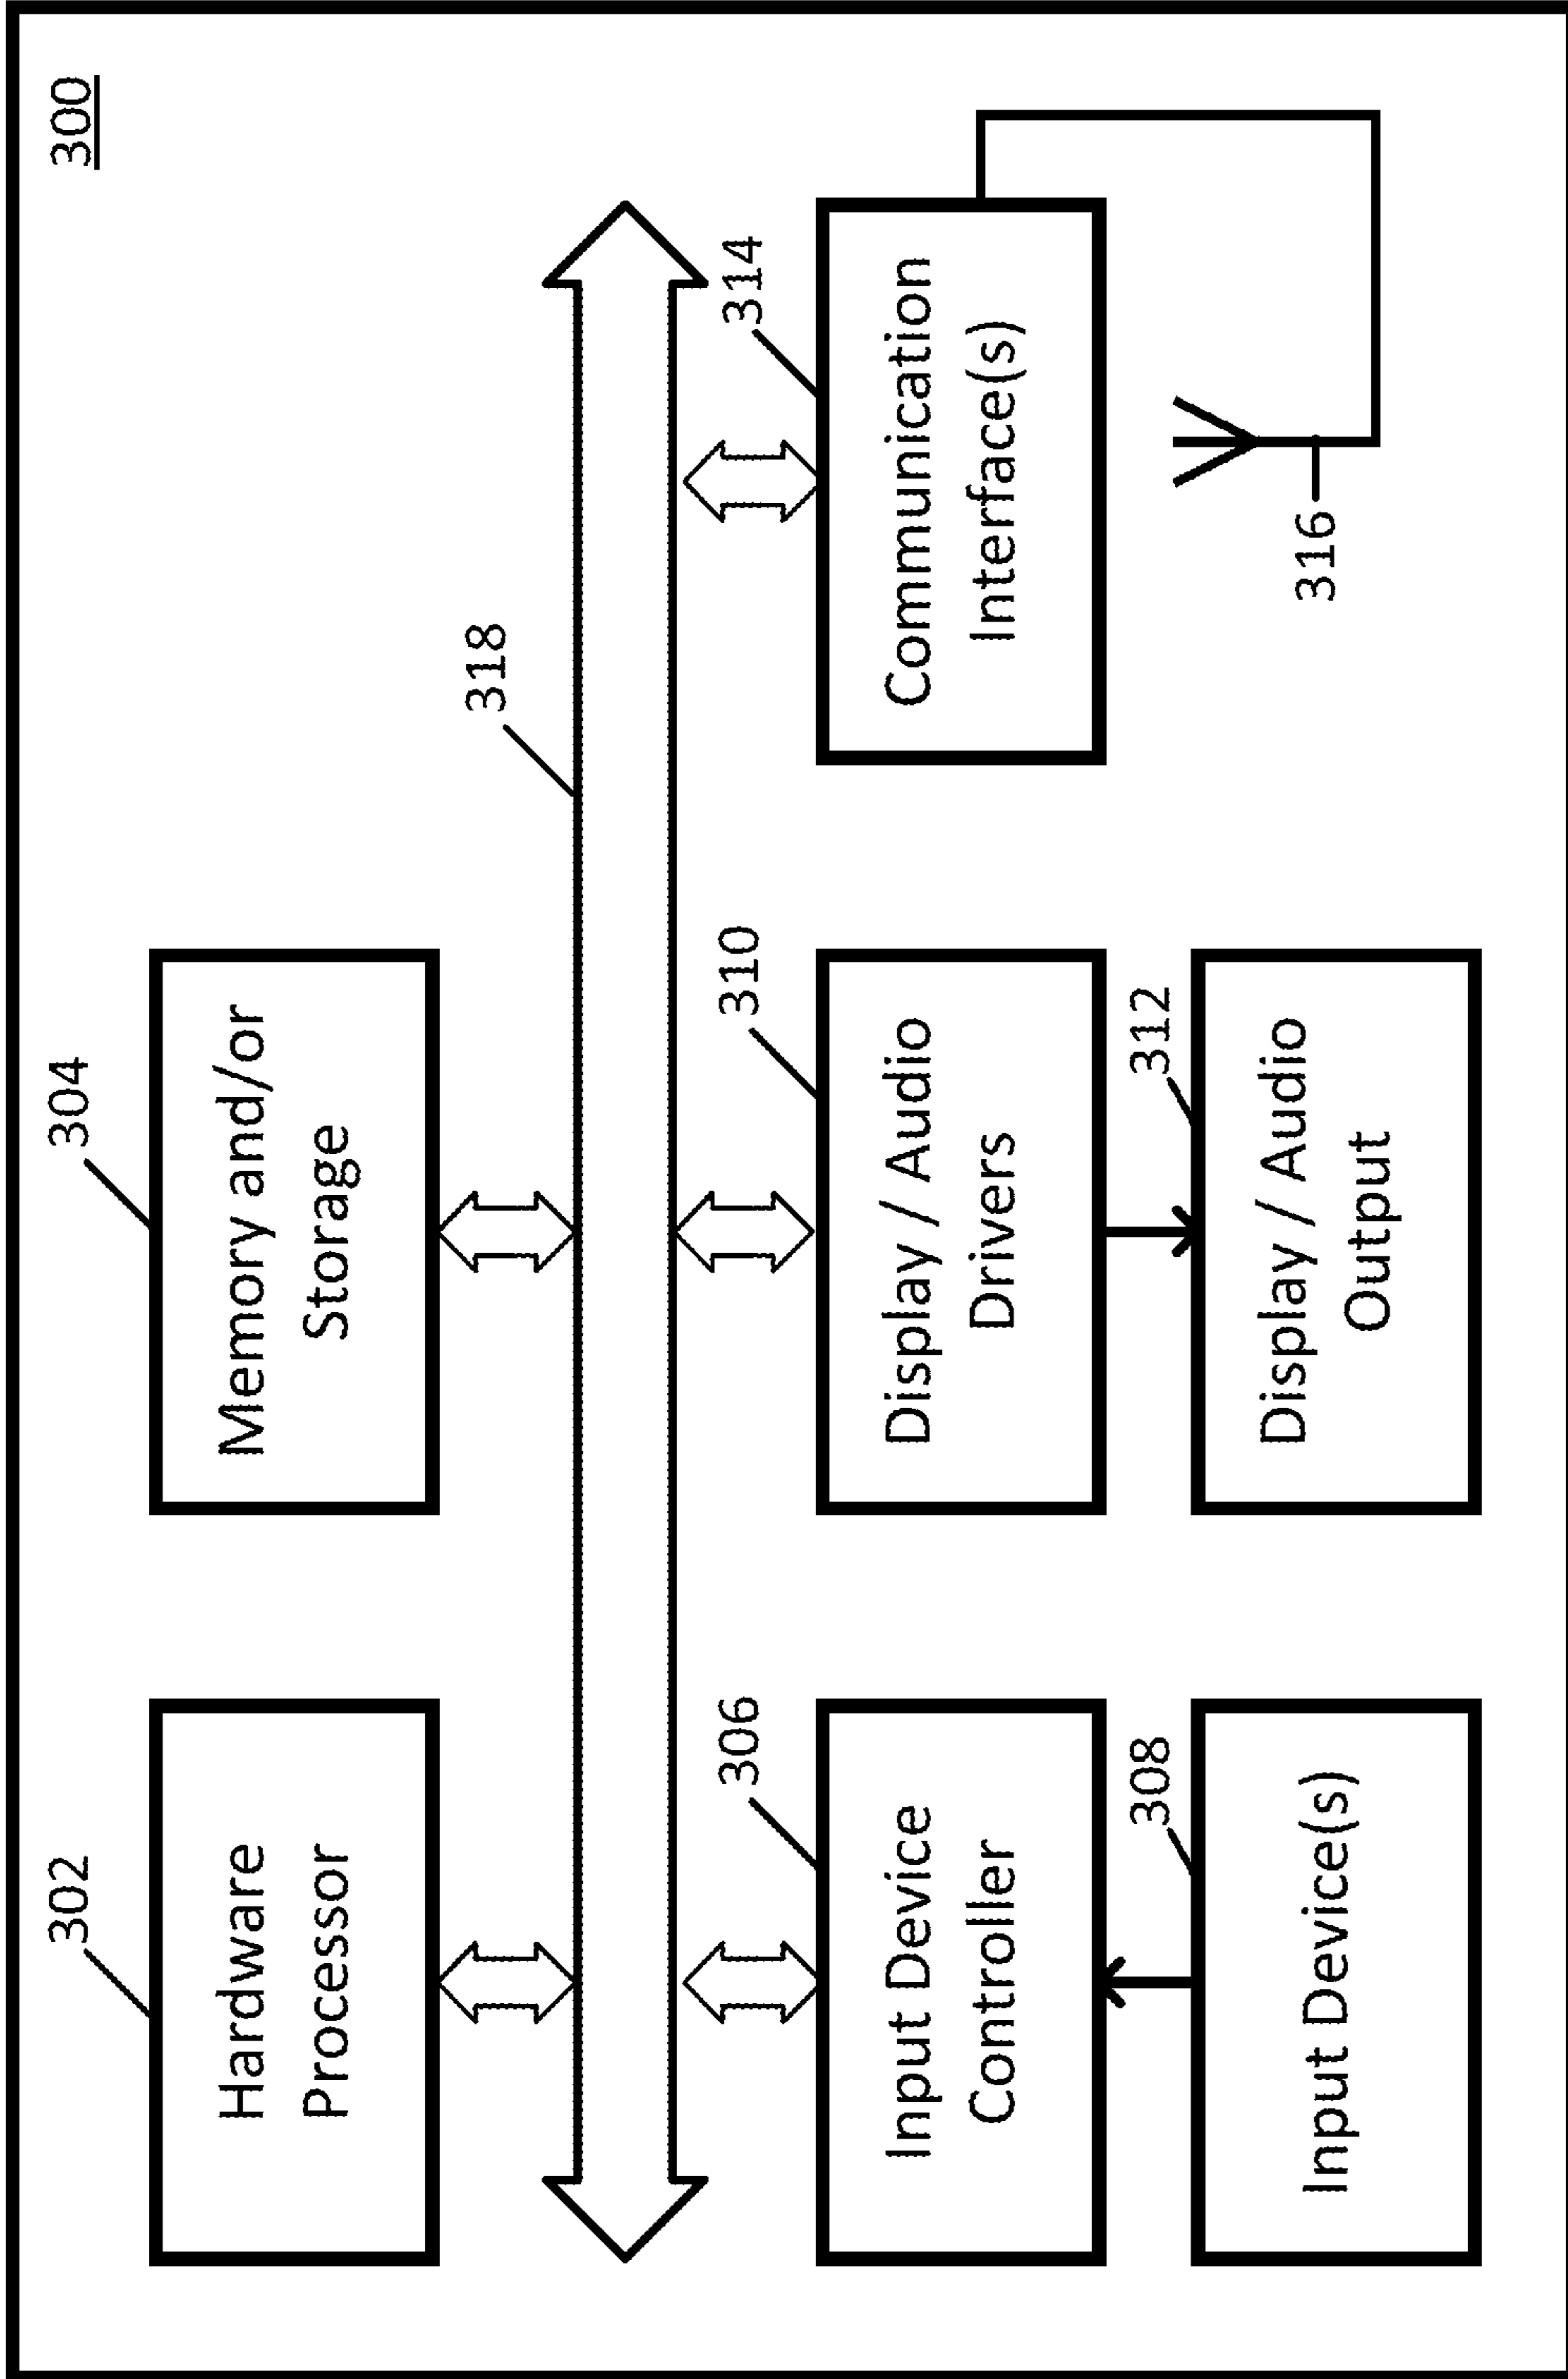 300
302
Hardware
Processor
304
Memory and/or
Storage
318
306
Input Device
Controller
310
Display / Audio
Drivers
314
Communication
Interface(s)
308
Input Device(s)
312
Display / Audio
Output
316